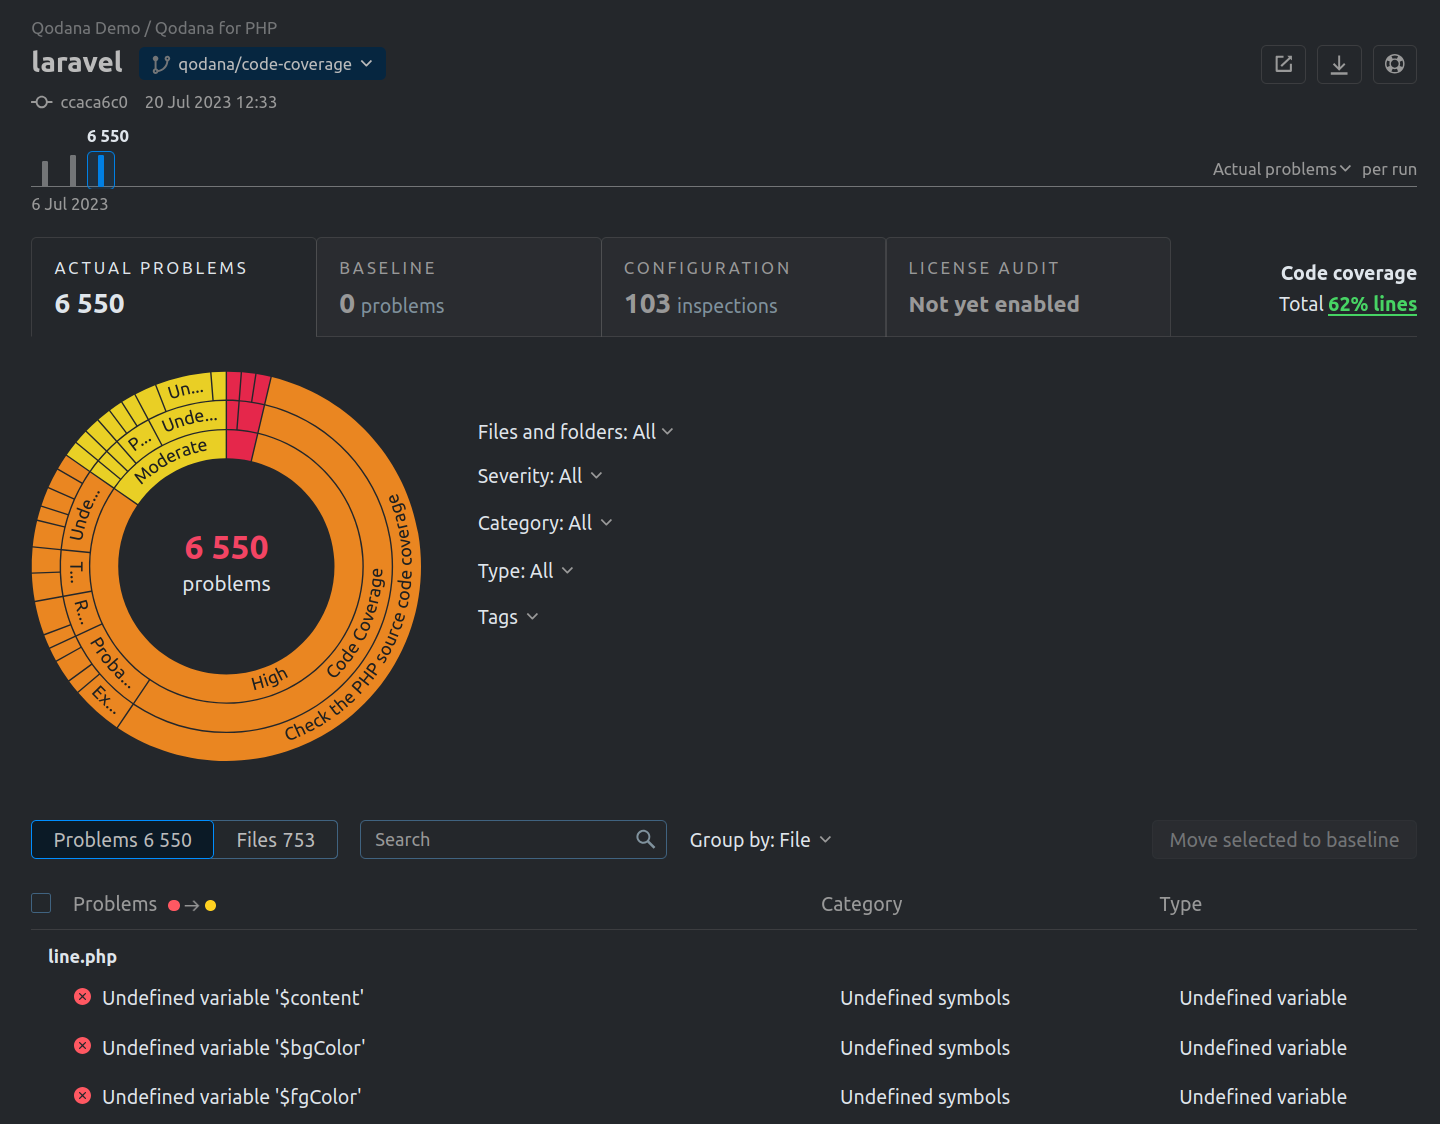 Qodana Demo / Qodana for PHP
laravel qodana/code-coverage
ccaca6c0 20 Jul 2023 12:33
6 550
Actual problems per run
6 Jul 2023
ACTUAL PROBLEMS
6 550
BASELINE
0 problems
CONFIGURATION
103 inspections
LICENSE AUDIT
Not yet enabled
Code coverage
Total 62% lines
Un...
Unde...
P...
Moderate
Unde...
T...
R...
Proba...
Ex...
High
Code Coverage
Check the PHP source code coverage
6 550
problems
Files and folders: All
Severity: All
Category: All
Type: All
Tags
Problems 6 550 Files 753 Search Group by: File Move selected to baseline
Problems Category Type
line.php
Undefined variable '$content' Undefined symbols Undefined variable
Undefined variable '$bgColor' Undefined symbols Undefined variable
Undefined variable '$fgColor' Undefined symbols Undefined variable